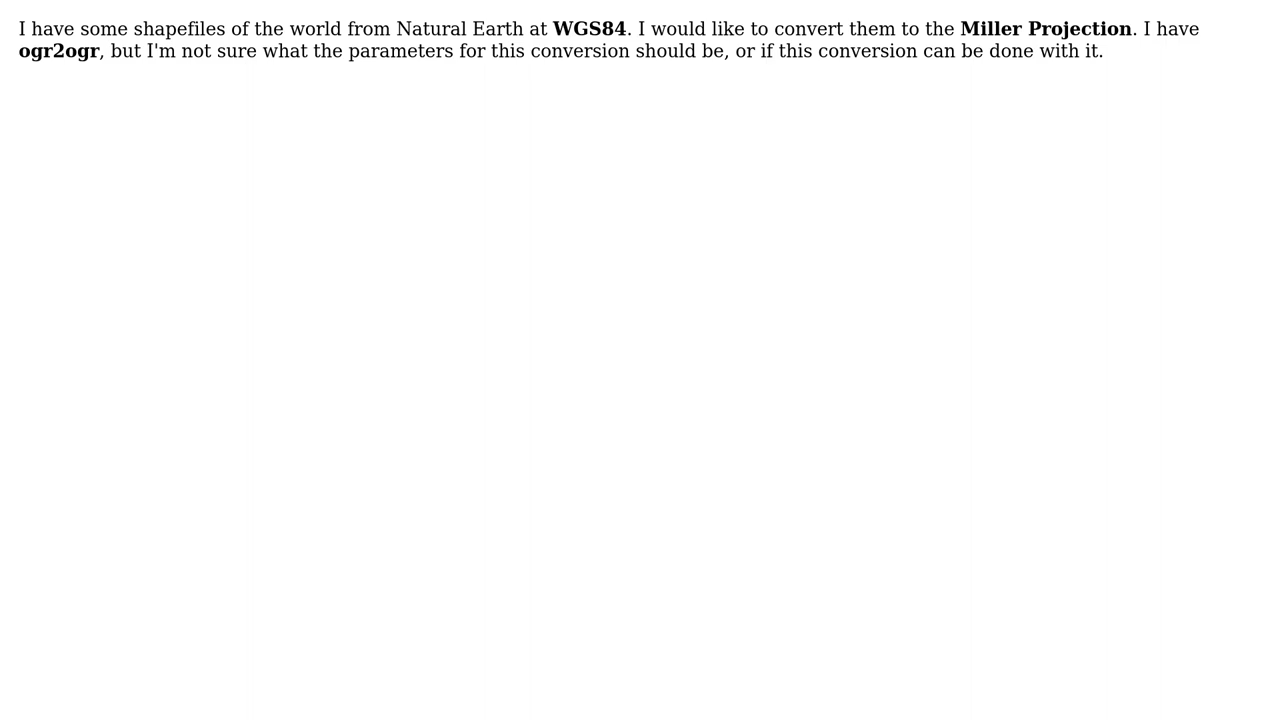 I have some shapefiles of the world from Natural Earth at WGS84. I would like to convert them to the Miller Projection. I have
ogr2ogr, but I'm not sure what the parameters for this conversion should be, or if this conversion can be done with it.